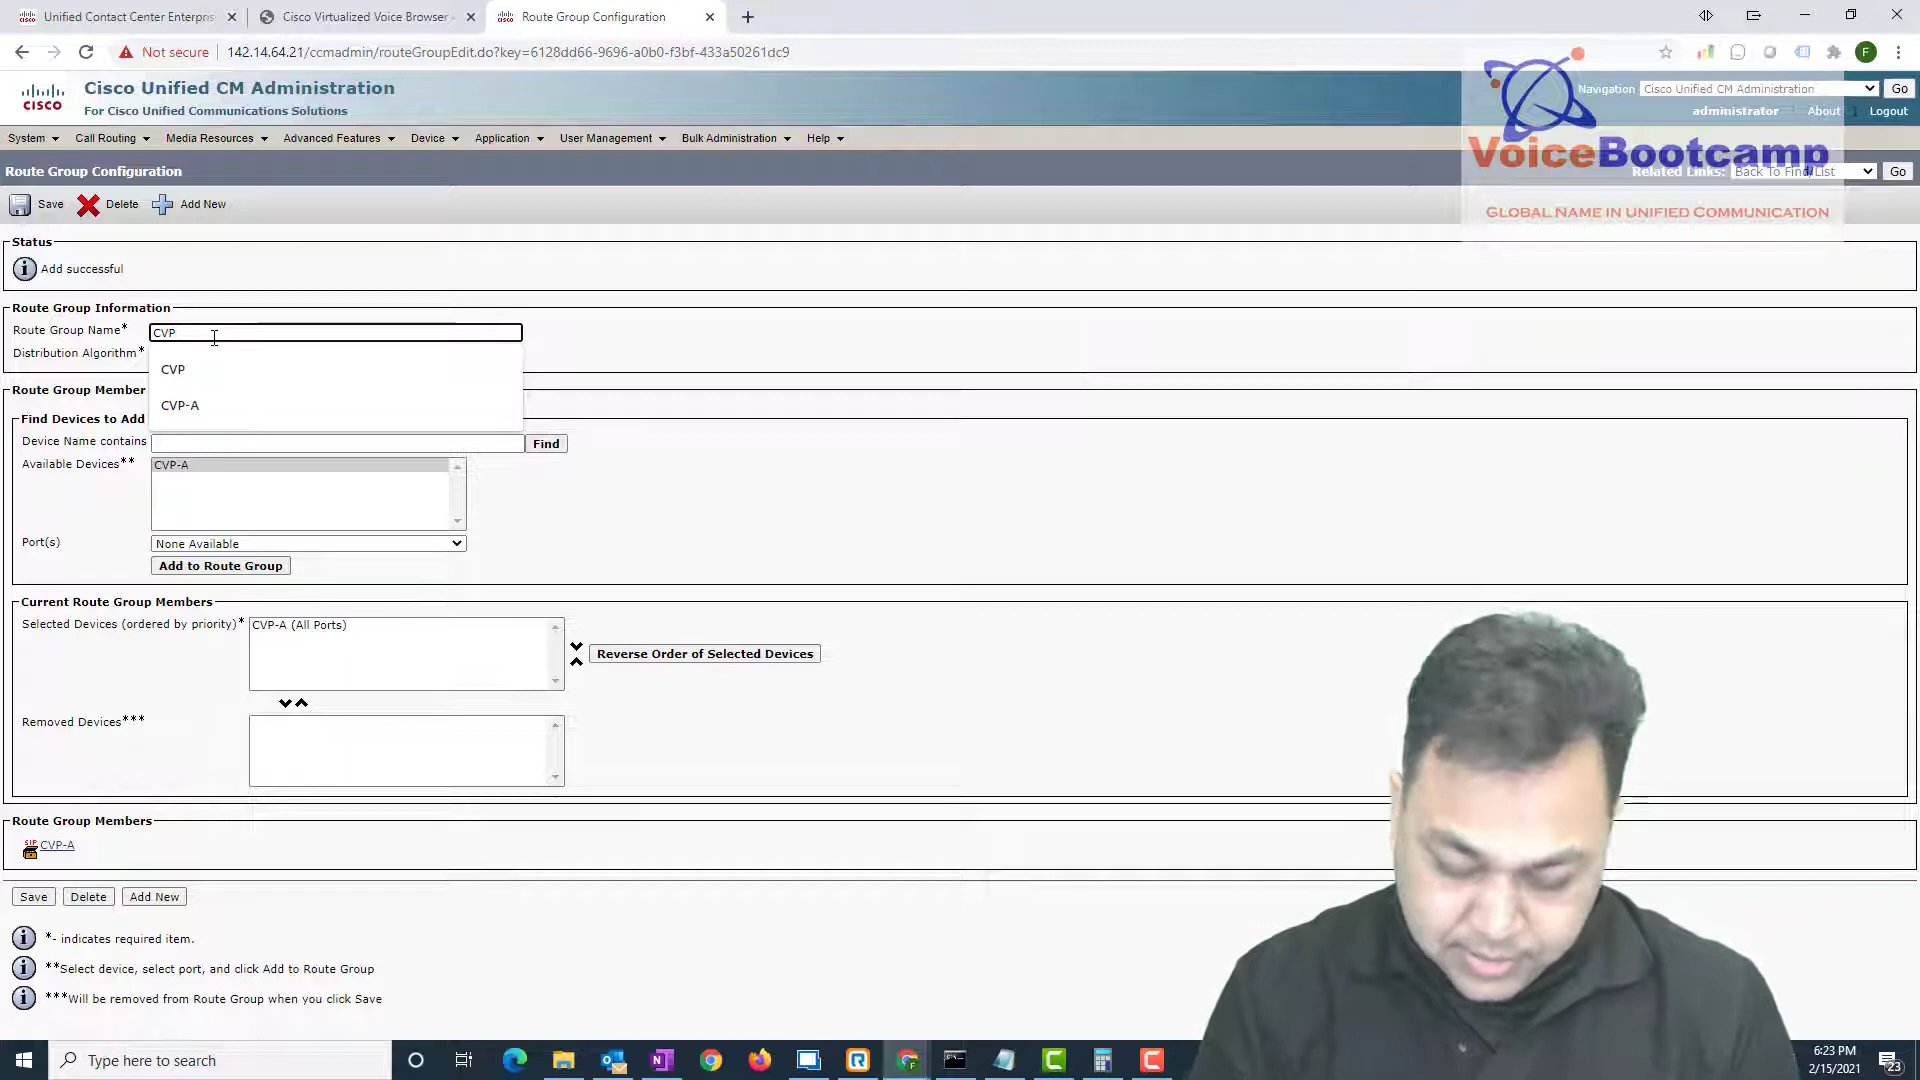 Unified Contact Center Enterpris
Cisco Virtualized Voice Browser -
Route Group Configuration
Not secure
142.14.64.21/ccmadmin/routeGroupEdit.do?key=6128dd66-9696-a0b0-f3bf-433a50261dc9
F
CISCO
Cisco Unified CM Administration
For Cisco Unified Communications Solutions
Navigation Cisco Unified CM Administration Go
administrator About Logout
System Call Routing Media Resources Advanced Features Device Application User Management Bulk Administration Help
VoiceBootcamp
GLOBAL NAME IN UNIFIED COMMUNICATION
Route Group Configuration
Related Links: Back To Find/List Go
Save Delete Add New
Status
Add successful
Route Group Information
Route Group Name* CVP
Distribution Algorithm*
CVP
CVP-A
Route Group Member
Find Devices to Add
Device Name contains Find
Available Devices** CVP-A
Port(s) None Available
Add to Route Group
Current Route Group Members
Selected Devices (ordered by priority)* CVP-A (All Ports)
Reverse Order of Selected Devices
Removed Devices***
Route Group Members
SIP CVP-A
Save Delete Add New
*- indicates required item.
**Select device, select port, and click Add to Route Group
***Will be removed from Route Group when you click Save
Type here to search
6:23 PM
2/15/2021
23